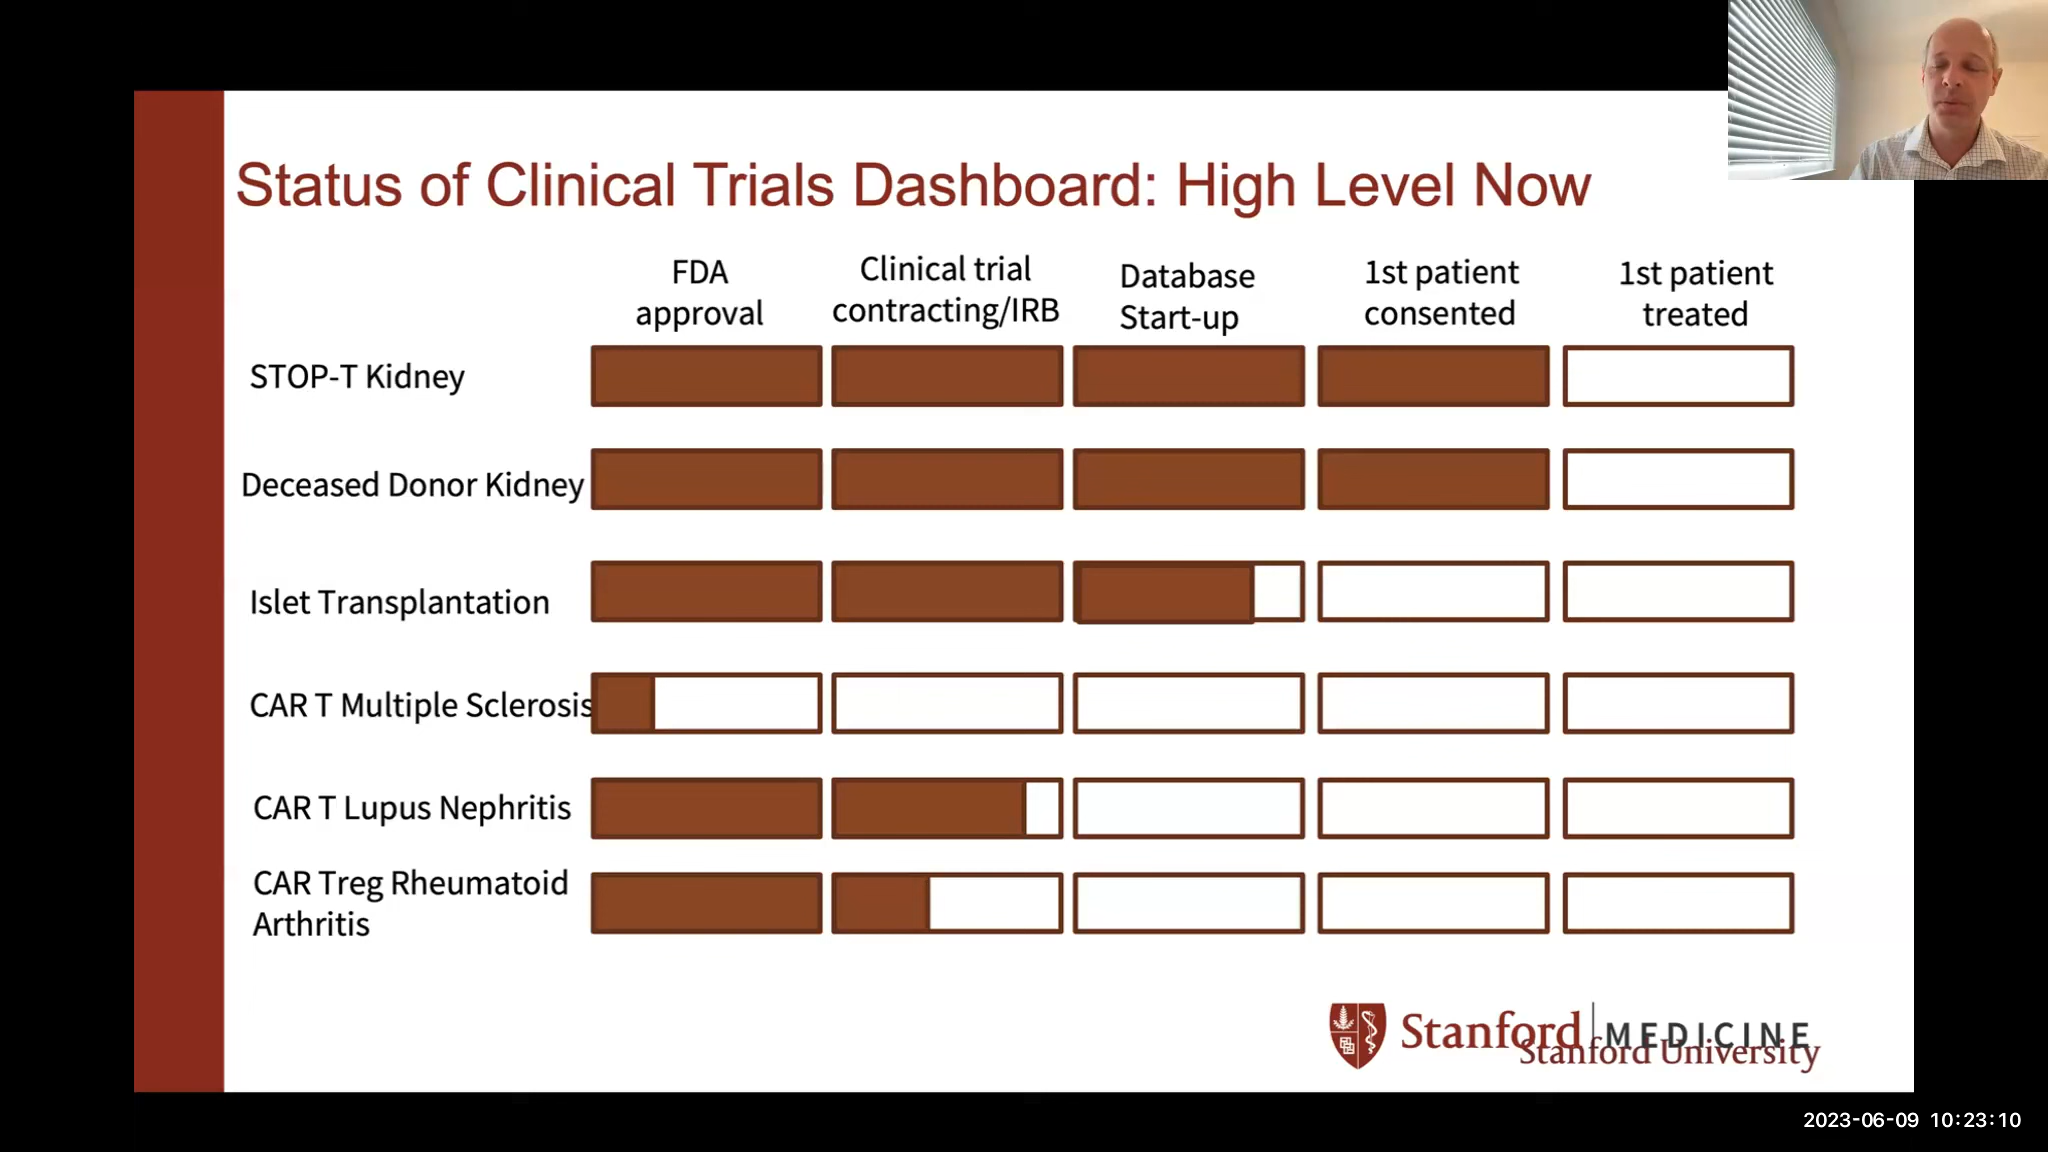 Status of Clinical Trials Dashboard: High Level Now
FDA
approval
Clinical trial
contracting/IRB
Database
Start-up
1st patient
consented
1st patient
treated
STOP-T Kidney
Deceased Donor Kidney
Islet Transplantation
CAR T Multiple Sclerosis
CAR T Lupus Nephritis
CAR Treg Rheumatoid
Arthritis
Stanford MEDICINE
Stanford University
2023-06-09 10:23:10